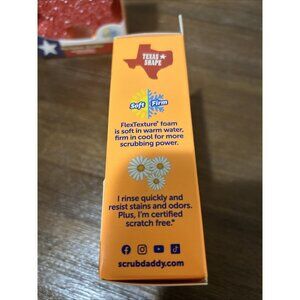 TEXAS
SHAPE
Soft Firm
FlexTexture® foam
is soft in warm water,
firm in cool for more
scrubbing power.
I rinse quickly and
resist stains and odors.
Plus, I'm certified
scratch free.*
scrubdaddy.com